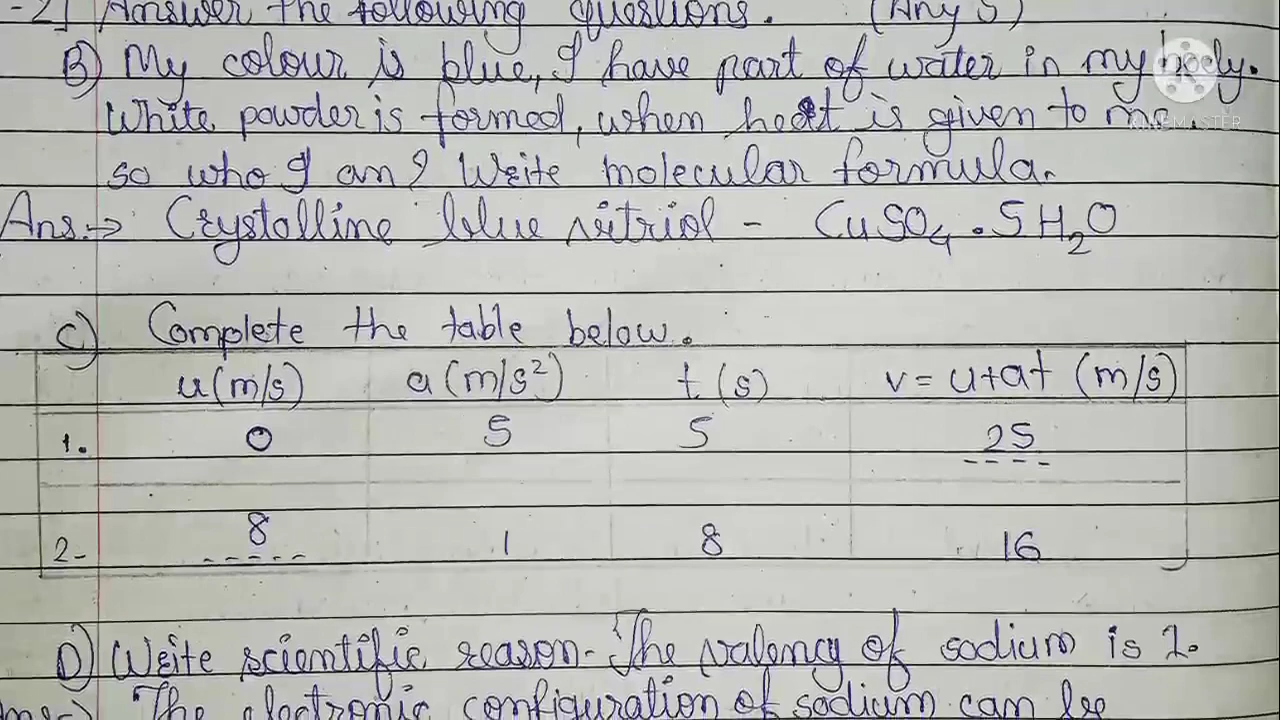 -2] Answer the following questions. (Any 5)
B) My colour is blue, I have part of water in my body.
White powder is formed, when heat is given to me.
so who I am? Write molecular formula.
Ans.→ Crystalline blue vitriol - CuSO₄.5H₂O
C) Complete the table below.
u(m/s) a(m/s²) t(s) v = u+at (m/s)
1. 0 5 5 25
2- 8 1 8 16
D) Write scientific reason- The valency of sodium is 1.
Ans→ The electronic configuration of sodium can be
KINEMASTER